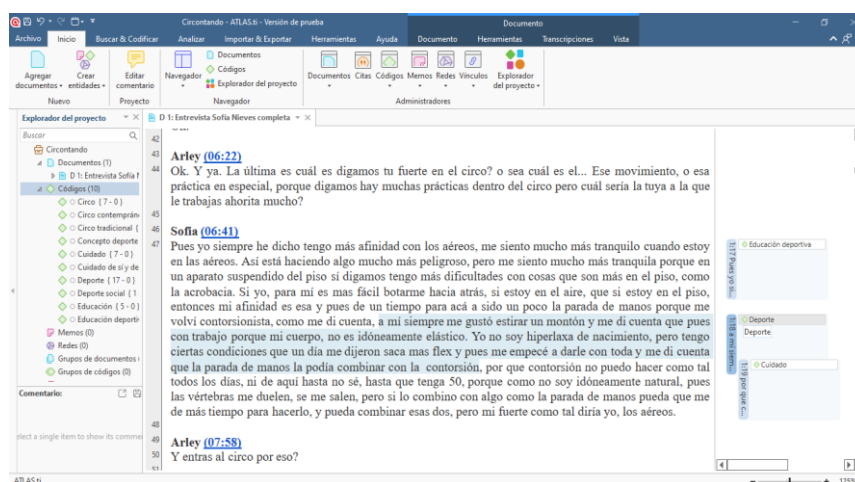 Circontando - ATLAS.ti - Versión de prueba
Documento
Archivo Inicio Buscar & Codificar Analizar Importar & Exportar Herramientas Ayuda Documento Herramientas Transcripciones Vista
Agregar documentos
Crear entidades
Editar comentario
Navegador
Documentos
Códigos
Explorador del proyecto
Documentos Citas Códigos Memos Redes Vínculos Explorador del proyecto
Nuevo Proyecto Navegador Administradores
Explorador del proyecto
D 1: Entrevista Sofía Nieves completa
Buscar
Circontando
Documentos (1)
D 1: Entrevista Sofía
Códigos (10)
Circo { 7 - 0 }
Circo contemporán
Circo tradicional {
Concepto deporte
Cuidado { 7 - 0 }
Cuidado de sí y de
Deporte { 17 - 0 }
Deporte social { 1
Educación { 5 - 0 }
Educación deporti
Memos (0)
Redes (0)
Grupos de documentos
Grupos de códigos (0)
Comentario:
elect a single item to show its comme
42
43 Arley (06:22)
44 Ok. Y ya. La última es cuál es digamos tu fuerte en el circo? o sea cuál es el... Ese movimiento, o esa
práctica en especial, porque digamos hay muchas prácticas dentro del circo pero cuál sería la tuya a la que
le trabajas ahorita mucho?
45
46 Sofia (06:41)
47 Pues yo siempre he dicho tengo más afinidad con los aéreos, me siento mucho más tranquilo cuando estoy
en las aéreos. Así está haciendo algo mucho más peligroso, pero me siento mucho más tranquila porque en
un aparato suspendido del piso si digamos tengo más dificultades con cosas que son más en el piso, como
la acrobacia. Si yo, para mí es mas fácil botarme hacia atrás, si estoy en el aire, que si estoy en el piso,
entonces mi afinidad es esa y pues de un tiempo para acá a sido un poco la parada de manos porque me
volví contorsionista, como me di cuenta, a mí siempre me gustó estirar un montón y me di cuenta que pues
con trabajo porque mi cuerpo, no es idóneamente elástico. Yo no soy hiperlaxa de nacimiento, pero tengo
ciertas condiciones que un día me dijeron saca mas flex y pues me empecé a darle con toda y me di cuenta
que la parada de manos la podía combinar con la contorsión, por que contorsión no puedo hacer como tal
todos los días, ni de aquí hasta no sé, hasta que tenga 50, porque como no soy idóneamente natural, pues
las vértebras me duelen, se me salen, pero si lo combino con algo como la parada de manos pueda que me
de más tiempo para hacerlo, y pueda combinar esas dos, pero mi fuerte como tal diría yo, los aéreos.
48
49 Arley (07:58)
50 Y entras al circo por eso?
51
1:17 Pues yo si...
Educación deportiva
1:18 a mí siem...
Deporte
Deporte
1:19 por que c...
Cuidado
ATLAS.ti
125%